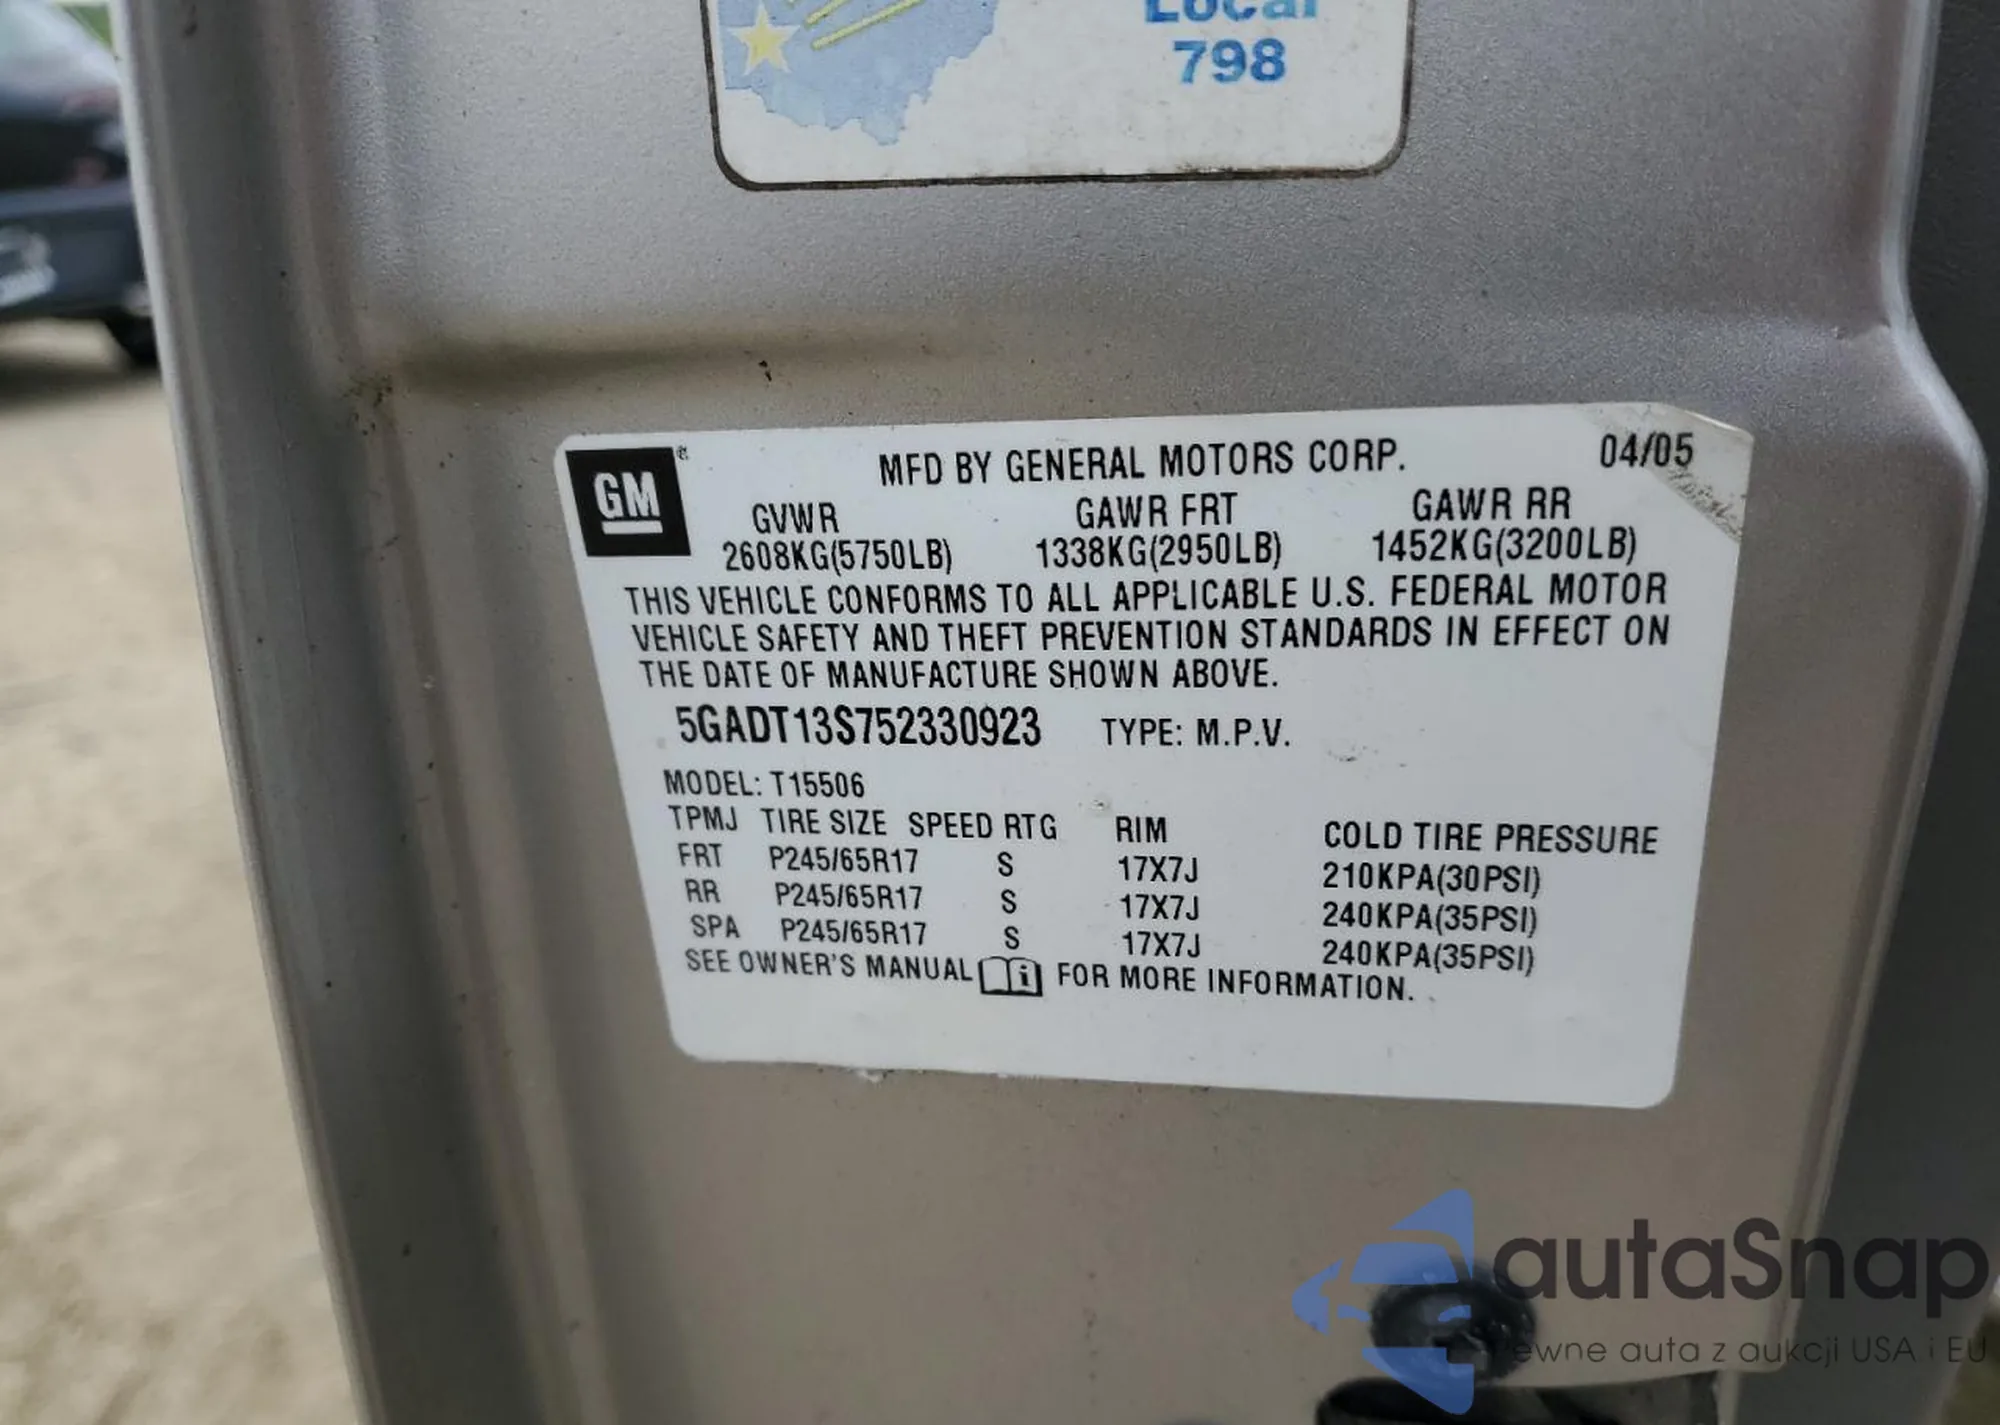 Local
798
GM
MFD BY GENERAL MOTORS CORP. 04/05
GVWR GAWR FRT GAWR RR
2608KG(5750LB) 1338KG(2950LB) 1452KG(3200LB)
THIS VEHICLE CONFORMS TO ALL APPLICABLE U.S. FEDERAL MOTOR
VEHICLE SAFETY AND THEFT PREVENTION STANDARDS IN EFFECT ON
THE DATE OF MANUFACTURE SHOWN ABOVE.
5GADT13S752330923 TYPE: M.P.V.
MODEL: T15506
TPMJ TIRE SIZE SPEED RTG RIM COLD TIRE PRESSURE
FRT P245/65R17 S 17X7J 210KPA(30PSI)
RR P245/65R17 S 17X7J 240KPA(35PSI)
SPA P245/65R17 S 17X7J 240KPA(35PSI)
SEE OWNER'S MANUAL i FOR MORE INFORMATION.
autaSnap
Pewne auta z aukcji USA i EU